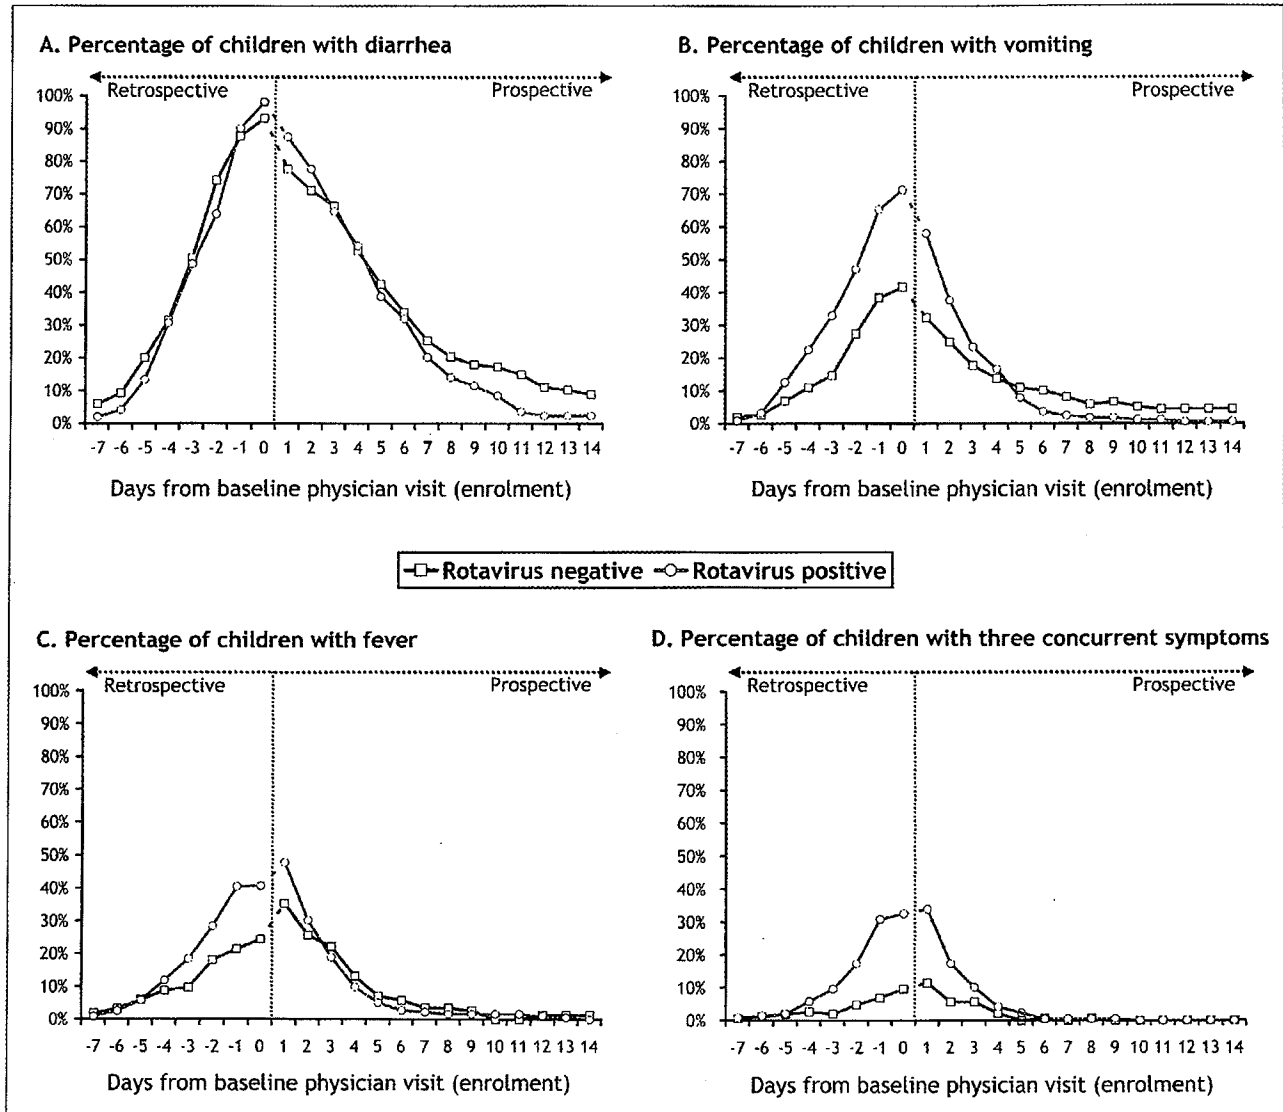 A. Percentage of children with diarrhea
Retrospective Prospective
100%
90%
80%
70%
60%
50%
40%
30%
20%
10%
0%
-7 -6 -5 -4 -3 -2 -1 0 1 2 3 4 5 6 7 8 9 10 11 12 13 14
Days from baseline physician visit (enrolment)
B. Percentage of children with vomiting
Retrospective Prospective
100%
90%
80%
70%
60%
50%
40%
30%
20%
10%
0%
-7 -6 -5 -4 -3 -2 -1 0 1 2 3 4 5 6 7 8 9 10 11 12 13 14
Days from baseline physician visit (enrolment)
Rotavirus negative Rotavirus positive
C. Percentage of children with fever
Retrospective Prospective
100%
90%
80%
70%
60%
50%
40%
30%
20%
10%
0%
-7 -6 -5 -4 -3 -2 -1 0 1 2 3 4 5 6 7 8 9 10 11 12 13 14
Days from baseline physician visit (enrolment)
D. Percentage of children with three concurrent symptoms
Retrospective Prospective
100%
90%
80%
70%
60%
50%
40%
30%
20%
10%
0%
-7 -6 -5 -4 -3 -2 -1 0 1 2 3 4 5 6 7 8 9 10 11 12 13 14
Days from baseline physician visit (enrolment)